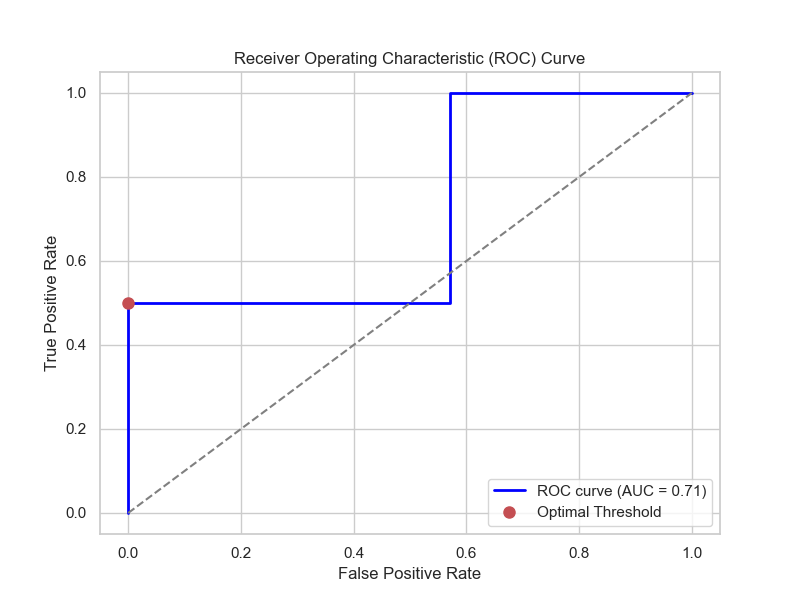 Receiver Operating Characteristic (ROC) Curve
1.0
0.8
0.6
0.4
0.2
0.0
True Positive Rate
0.0 0.2 0.4 0.6 0.8 1.0
False Positive Rate
ROC curve (AUC = 0.71)
Optimal Threshold